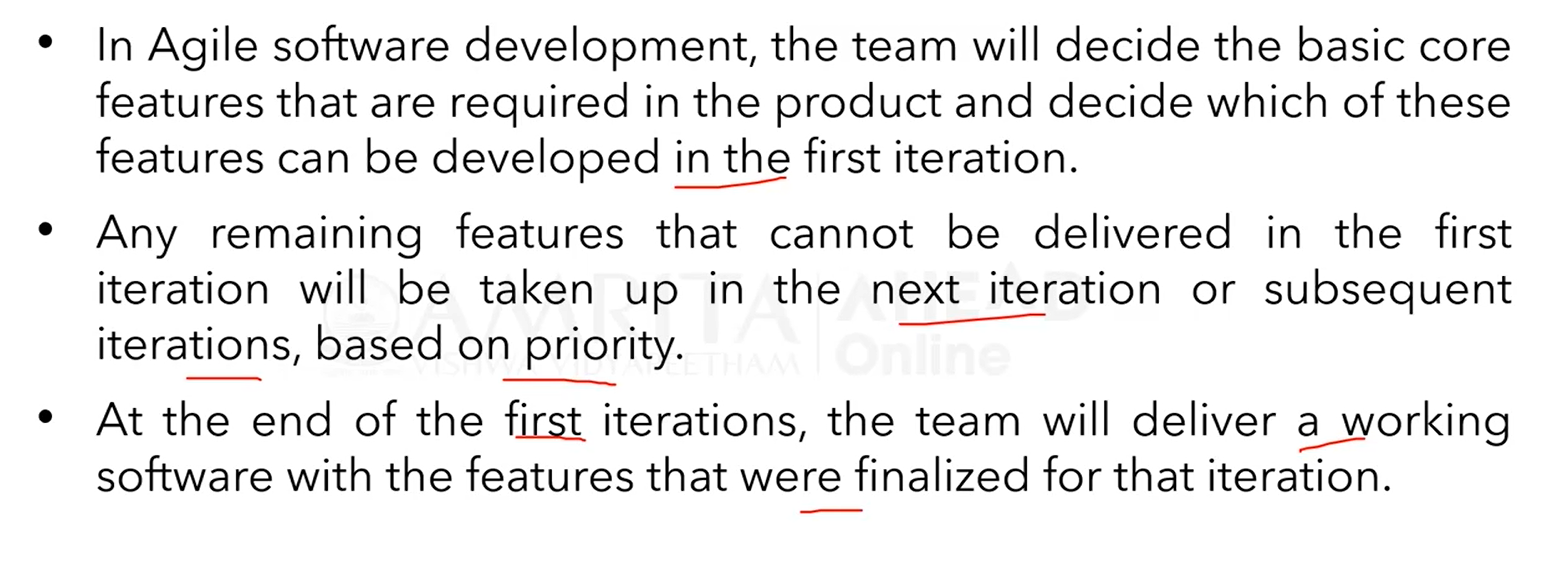 • In Agile software development, the team will decide the basic core
features that are required in the product and decide which of these
features can be developed in the first iteration.
• Any remaining features that cannot be delivered in the first
iteration will be taken up in the next iteration or subsequent
iterations, based on priority.
• At the end of the first iterations, the team will deliver a working
software with the features that were finalized for that iteration.
AMRITA
VISHWA VIDYAPEETHAM
AHEAD
Online